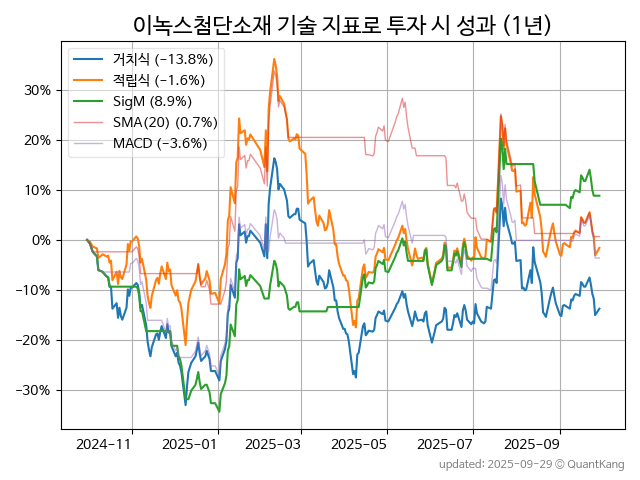 이녹스첨단소재 기술 지표로 투자 시 성과 (1년)
거치식 (−13.8%)
적립식 (−1.6%)
SigM (8.9%)
SMA(20) (0.7%)
MACD (−3.6%)
30%
20%
10%
0%
−10%
−20%
−30%
2024-11 2025-01 2025-03 2025-05 2025-07 2025-09
updated: 2025-09-29 © QuantKang